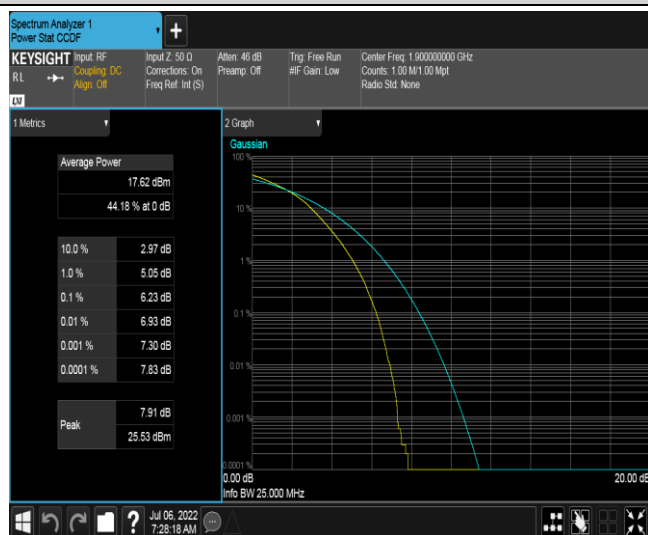 Spectrum Analyzer 1
Power Stat CCDF
+
KEYSIGHT
RL
LXI
Input: RF
Coupling: DC
Align: Off
Input Z: 50 Ω
Corrections: On
Freq Ref: Int (S)
Atten: 46 dB
Preamp: Off
Trig: Free Run
#IF Gain: Low
Center Freq: 1.900000000 GHz
Counts: 1.00 M/1.00 Mpt
Radio Std: None
1 Metrics
Average Power
17.62 dBm
44.18 % at 0 dB
10.0 % 2.97 dB
1.0 % 5.05 dB
0.1 % 6.23 dB
0.01 % 6.93 dB
0.001 % 7.30 dB
0.0001 % 7.83 dB
Peak
7.91 dB
25.53 dBm
2 Graph
Gaussian
100 %
10 %
1 %
0.1 %
0.01 %
0.001 %
0.0001 %
0.00 dB
20.00 dB
Info BW 25.000 MHz
?
Jul 06, 2022
7:28:18 AM